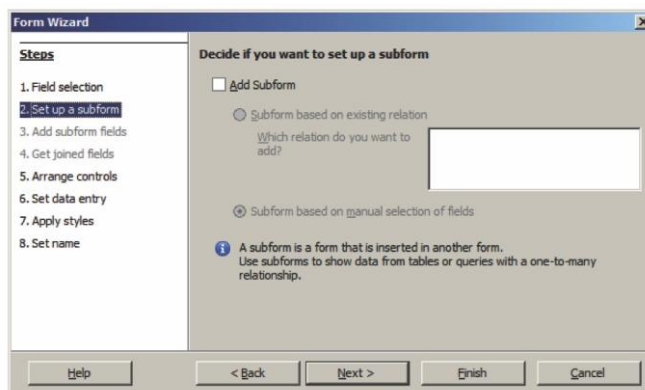 Form Wizard
Steps
1. Field selection
2. Set up a subform
3. Add subform fields
4. Get joined fields
5. Arrange controls
6. Set data entry
7. Apply styles
8. Set name
Decide if you want to set up a subform
Add Subform
Subform based on existing relation
Which relation do you want to
add?
Subform based on manual selection of fields
A subform is a form that is inserted in another form.
Use subforms to show data from tables or queries with a one-to-many
relationship.
Help
< Back
Next >
Finish
Cancel